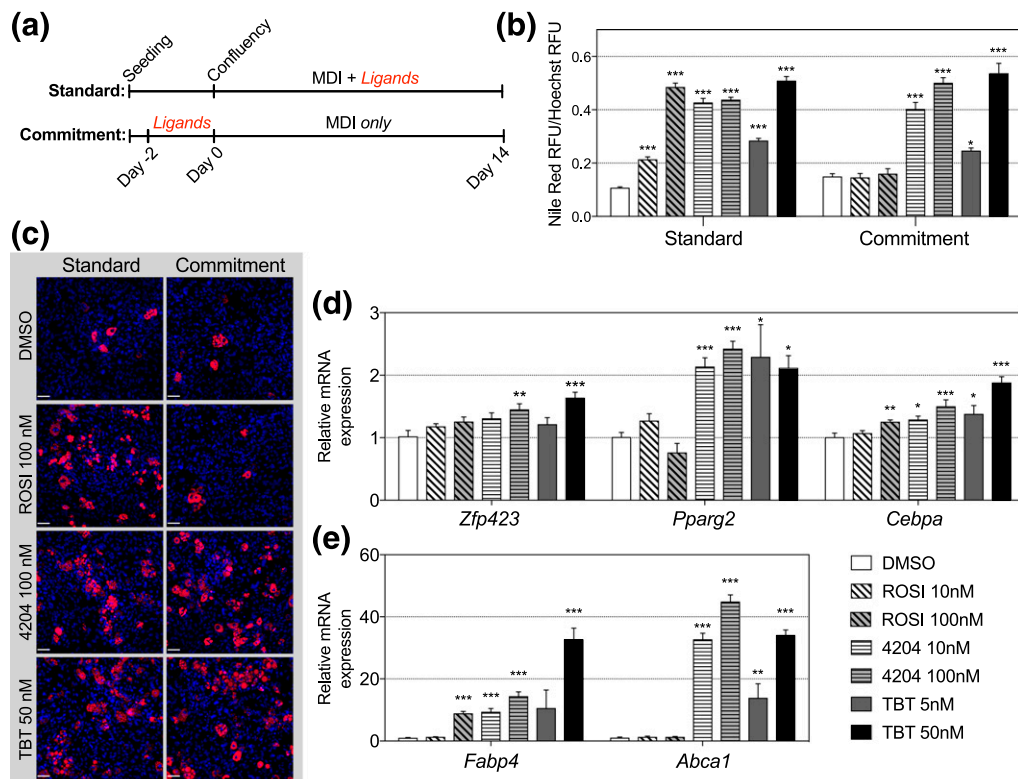 (a)
Seeding
Confluency
Standard:
MDI + Ligands
Commitment:
Ligands
MDI only
Day -2
Day 0
Day 14
(b)
Nile Red RFU/Hoechst RFU
0.6
0.4
0.2
0.0
*** *** *** *** *** ***
*** *** * ***
Standard
Commitment
(c)
Standard
Commitment
DMSO
ROSI 100 nM
4204 100 nM
TBT 50 nM
(d)
Relative mRNA
expression
3
2
1
0
** ***
*** *** * *
** * *** * ***
Zfp423
Pparg2
Cebpa
(e)
Relative mRNA
expression
60
40
20
0
*** *** *** ***
*** *** ** ***
Fabp4
Abca1
DMSO
ROSI 10nM
ROSI 100nM
4204 10nM
4204 100nM
TBT 5nM
TBT 50nM